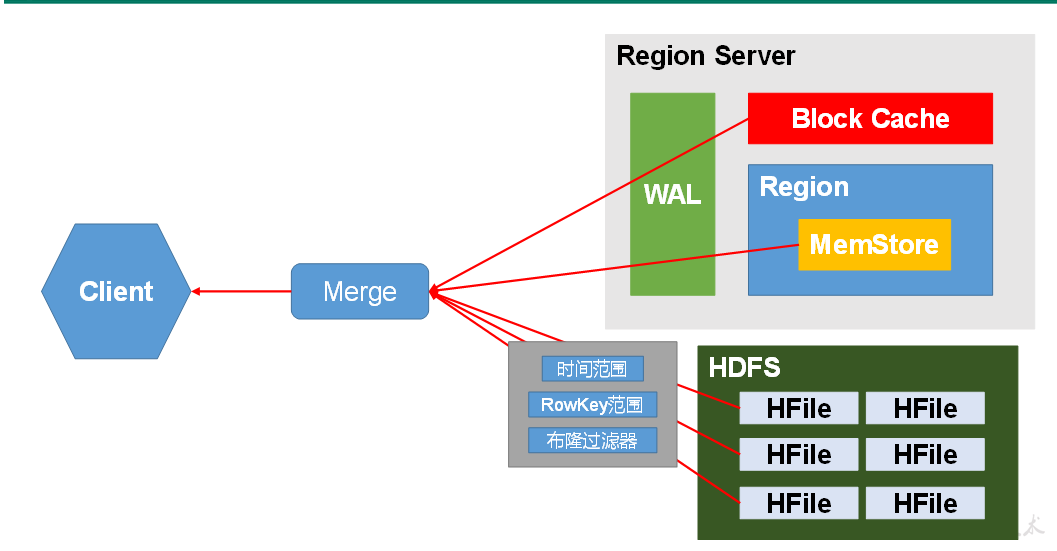 Region Server
Block Cache
WAL
Region
MemStore
Client
Merge
时间范围
RowKey范围
布隆过滤器
HDFS
HFile HFile
HFile HFile
HFile HFile
术